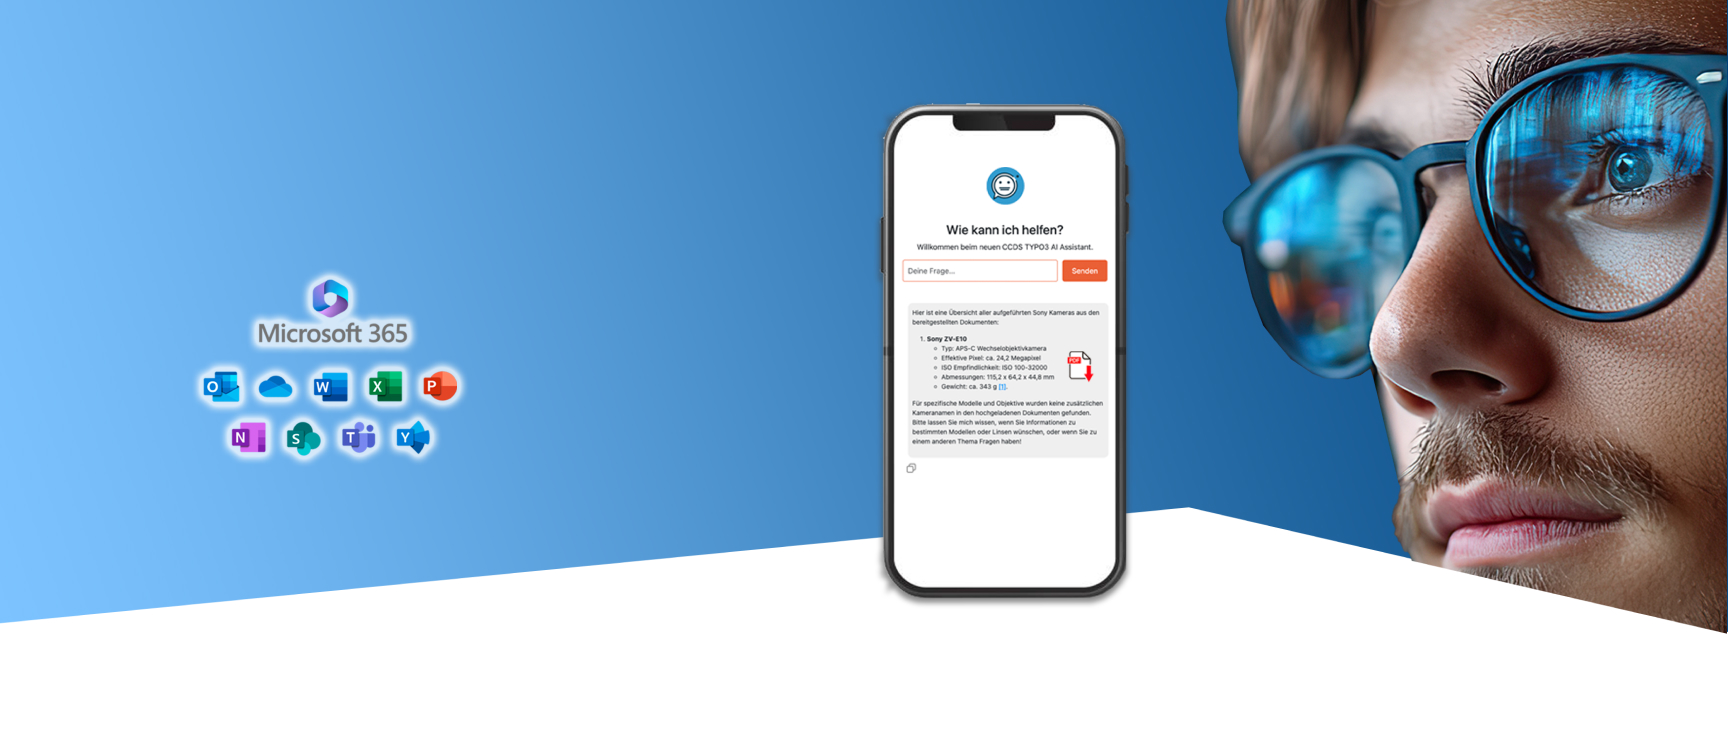 Microsoft 365
O
W
X
P
N
S
T
Y
Wie kann ich helfen?
Willkommen beim neuen CCDS TYPO3 AI Assistant.
Deine Frage...
Senden
Hier ist eine Übersicht aller aufgeführten Sony Kameras aus den
bereitgestellten Dokumenten:
1. Sony ZV-E10
Typ: APS-C Wechselobjektivkamera
Effektive Pixel: ca. 24,2 Megapixel
ISO Empfindlichkeit: ISO 100-32000
Abmessungen: 115,2 x 64,2 x 44,8 mm
Gewicht: ca. 343 g [1].
PDF
Für spezifische Modelle und Objektive wurden keine zusätzlichen
Kameranamen in den hochgeladenen Dokumenten gefunden.
Bitte lassen Sie mich wissen, wenn Sie Informationen zu
bestimmten Modellen oder Linsen wünschen, oder wenn Sie zu
einem anderen Thema Fragen haben!